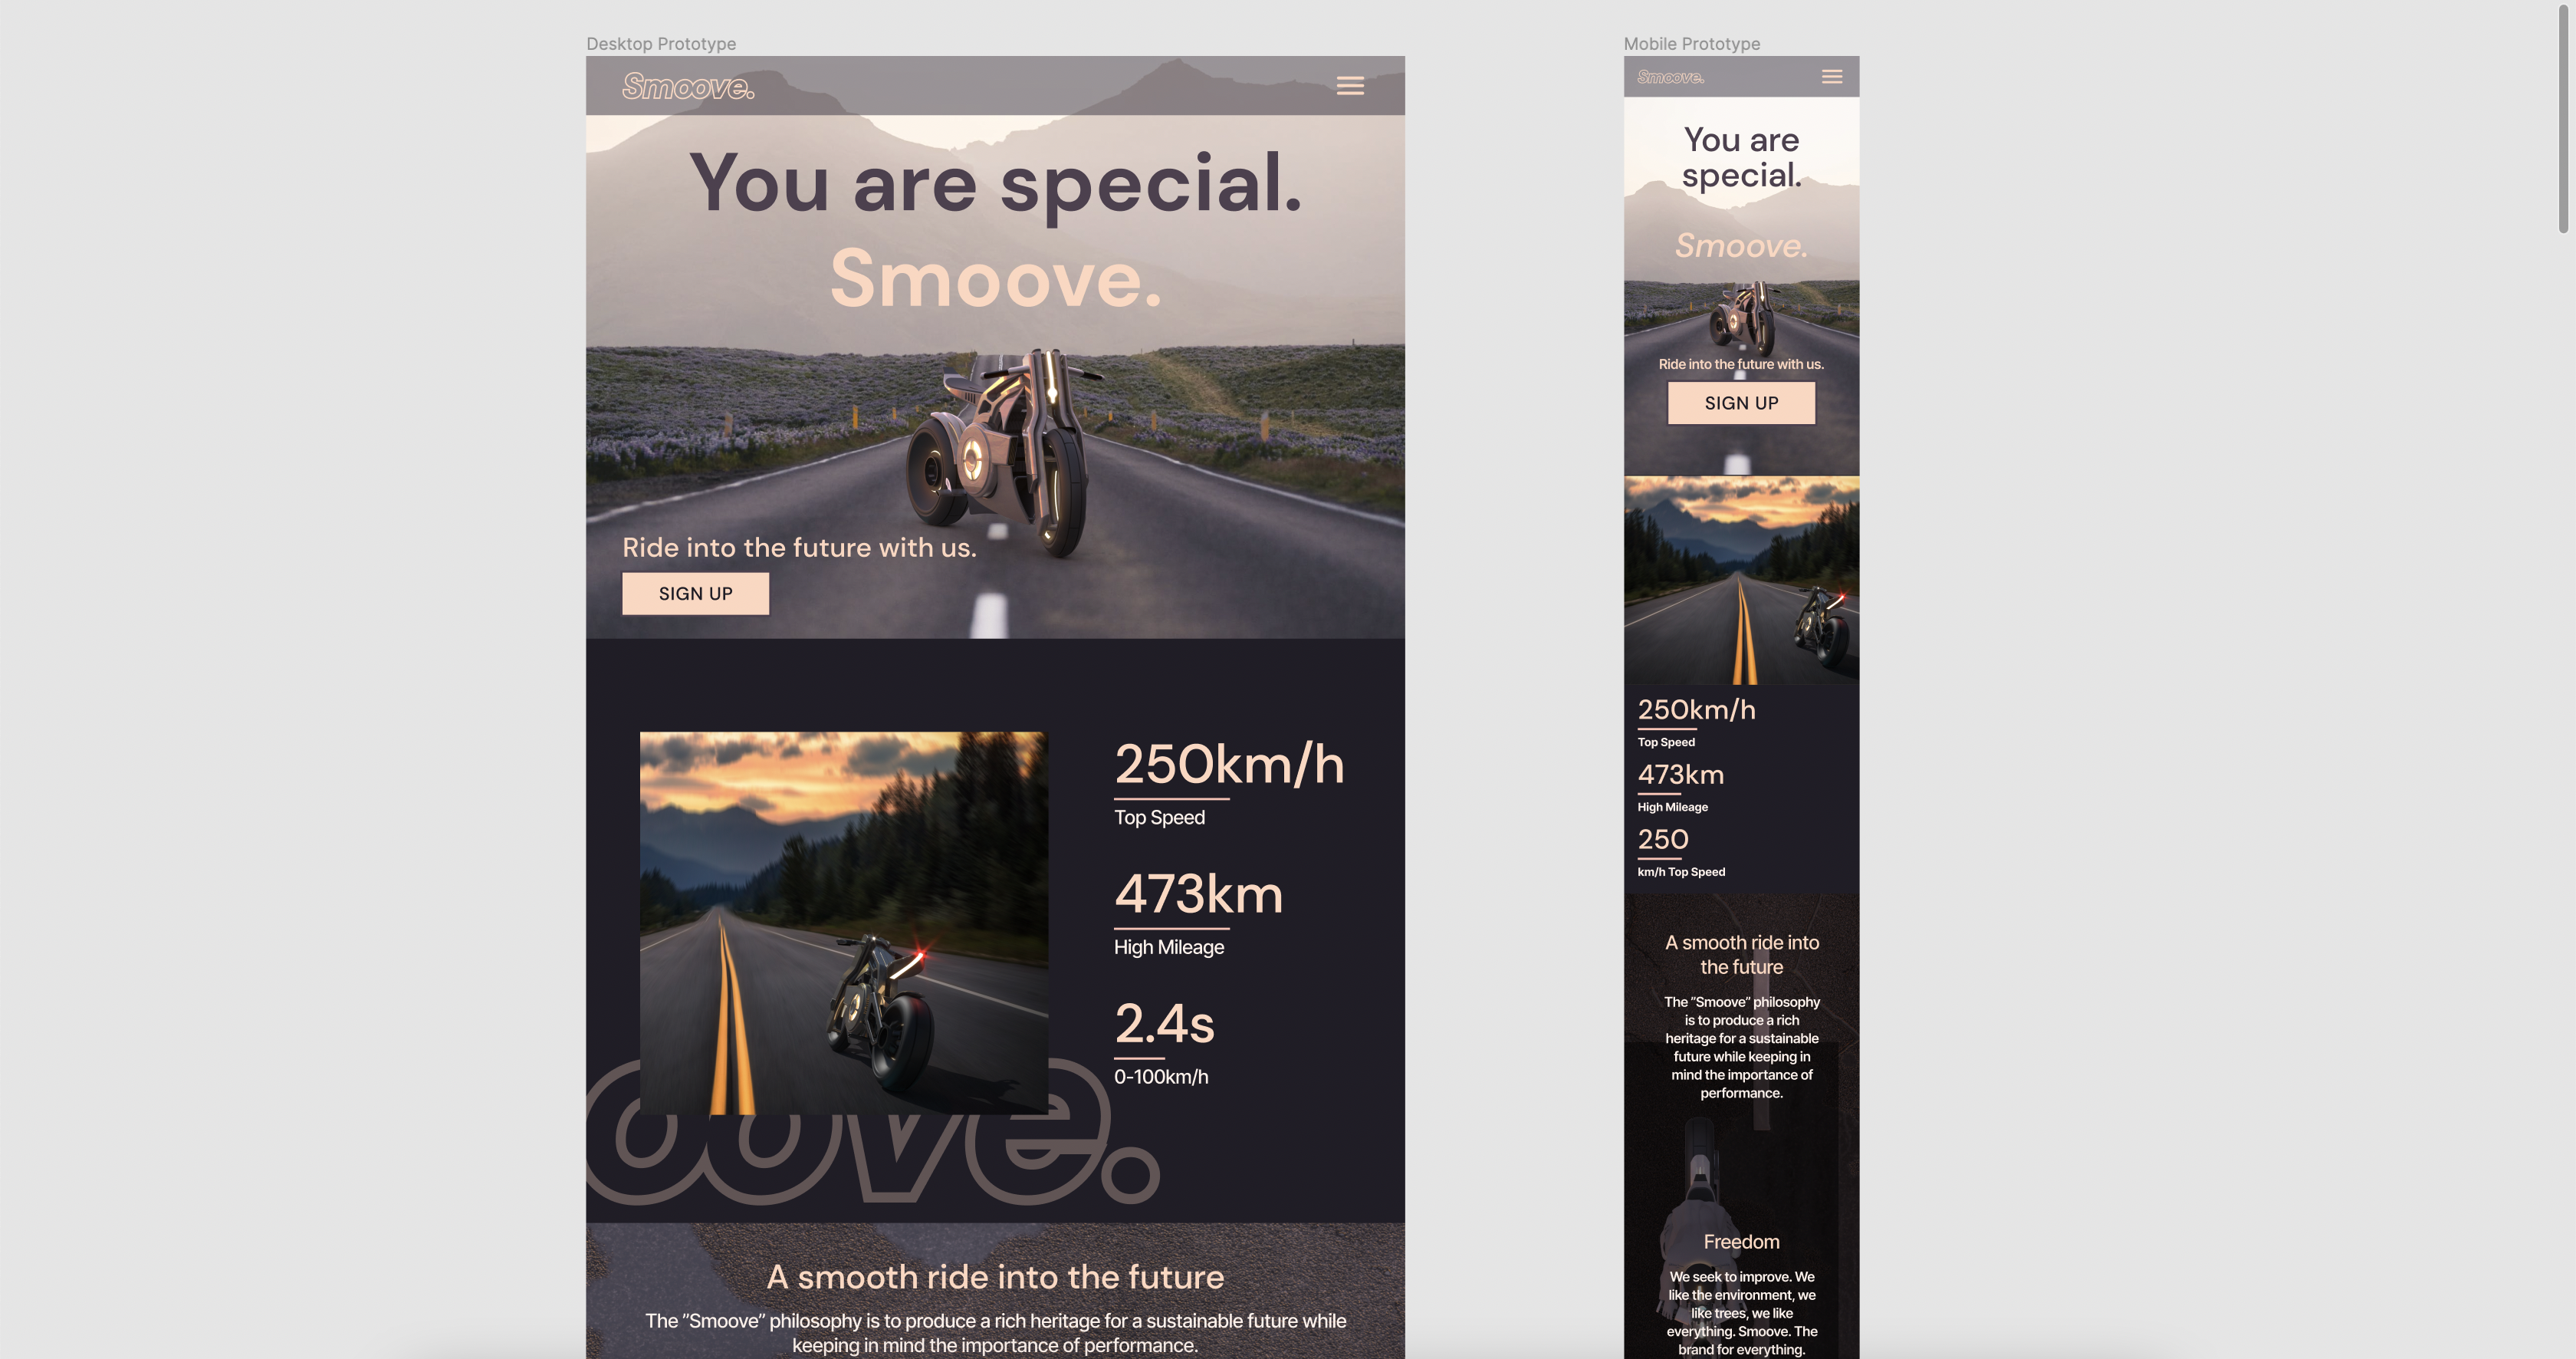 Desktop Prototype
Smoove.
You are special.
Smoove.
Ride into the future with us.
SIGN UP
250km/h
Top Speed
473km
High Mileage
2.4s
0-100km/h
oove.
A smooth ride into the future
The “Smoove” philosophy is to produce a rich heritage for a sustainable future while
keeping in mind the importance of performance.
Mobile Prototype
Smoove.
You are
special.
Smoove.
Ride into the future with us.
SIGN UP
250km/h
Top Speed
473km
High Mileage
250
km/h Top Speed
A smooth ride into
the future
The “Smoove” philosophy
is to produce a rich
heritage for a sustainable
future while keeping in
mind the importance of
performance.
Freedom
We seek to improve. We
like the environment, we
like trees, we like
everything. Smoove. The
brand for everything.